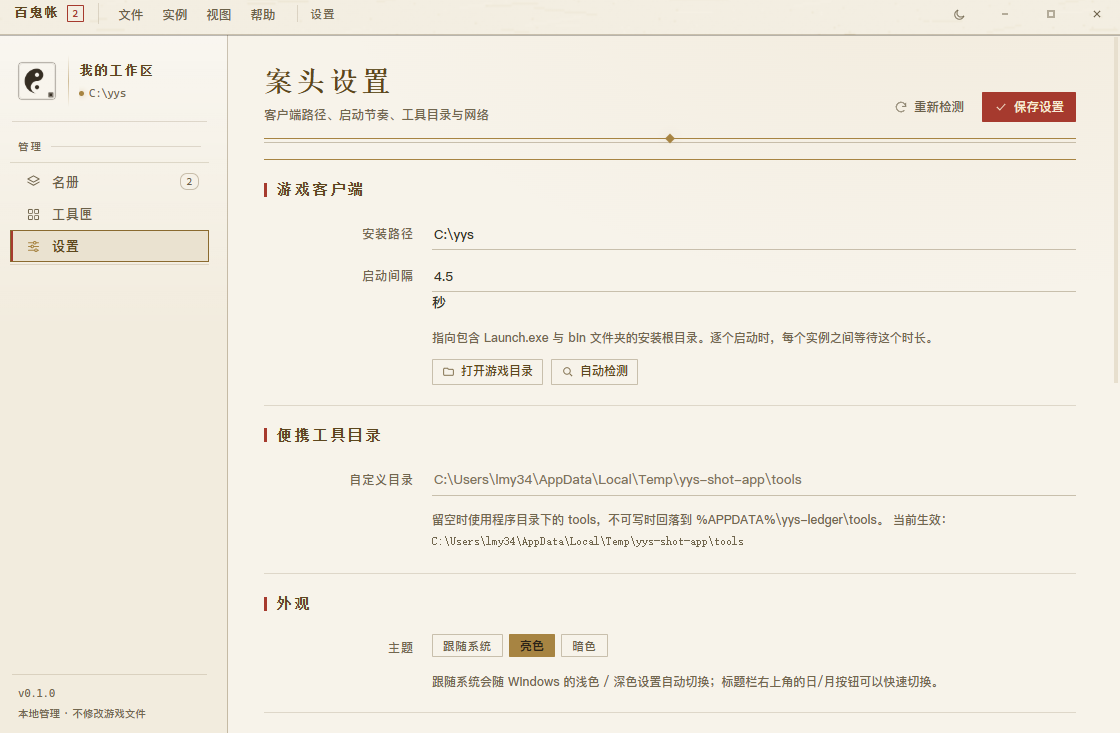 百鬼帐 2 文件 实例 视图 帮助 设置
我的工作区
C:\yys
管理
名册 2
工具匣
设置
v0.1.0
本地管理 · 不修改游戏文件
案头设置
客户端路径、启动节奏、工具目录与网络
重新检测 保存设置
游戏客户端
安装路径 C:\yys
启动间隔 4.5
秒
指向包含 Launch.exe 与 bin 文件夹的安装根目录。逐个启动时，每个实例之间等待这个时长。
打开游戏目录 自动检测
便携工具目录
自定义目录 C:\Users\lmy34\AppData\Local\Temp\yys-shot-app\tools
留空时使用程序目录下的 tools，不可写时回落到 %APPDATA%\yys-ledger\tools。 当前生效：
C:\Users\lmy34\AppData\Local\Temp\yys-shot-app\tools
外观
主题 跟随系统 亮色 暗色
跟随系统会随 Windows 的浅色 / 深色设置自动切换；标题栏右上角的日/月按钮可以快速切换。